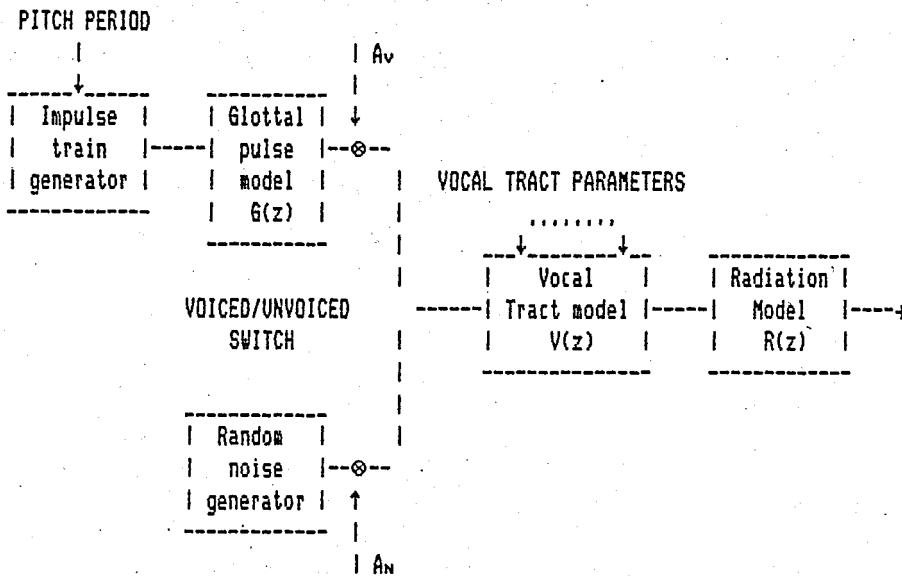 PITCH PERIOD
Av
Impulse
train
generator
Glottal
pulse
model
G(z)
VOCAL TRACT PARAMETERS
VOICED/UNVOICED
SWITCH
Vocal
Tract model
V(z)
Radiation
Model
R(z)
Random
noise
generator
AN